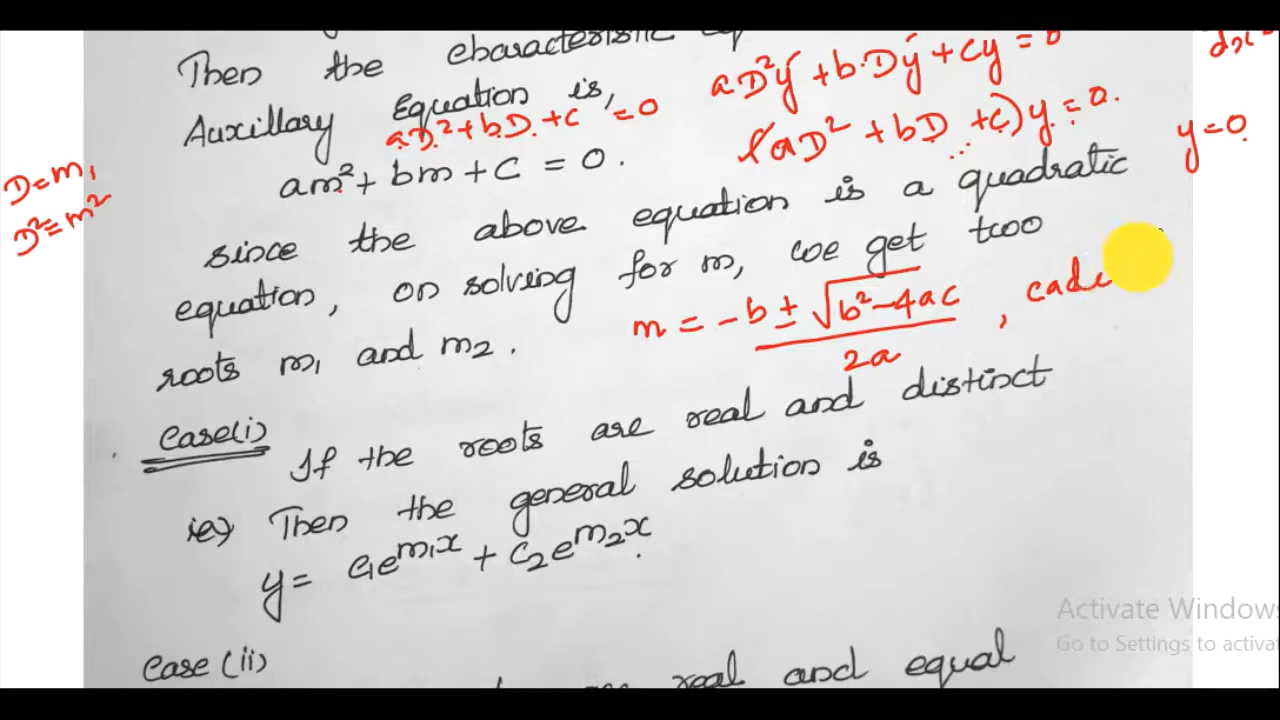 Then the characteristic
aD²y + b·Dy + Cy = 0
Auxillary Equation is,
aD² + bD + C = 0
(aD² + bD + C)y = 0.
y = 0
am² + bm + C = 0.
D = m,
D² = m²
since the above equation is a quadratic
equation, on solving for m, we get two
roots m₁ and m₂.
m = -b ± √b² - 4ac / 2a ,
Case(i)
If the roots are real and distinct
ie) Then the general solution is
y = C₁e^m₁x + C₂e^m₂x.
Case (ii)
real and equal
Activate Windows
Go to Settings to activa